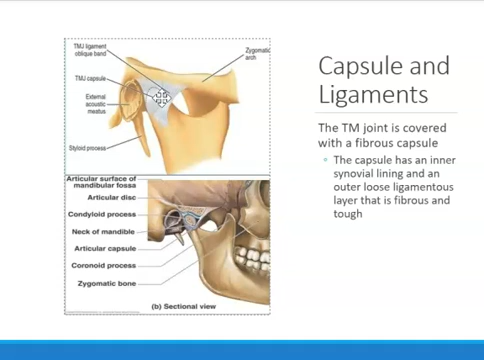 TMJ ligament
oblique band
Zygomatic
arch
TMJ capsule
External
acoustic
meatus
Styloid process
Articular surface of
mandibular fossa
Articular disc
Condyloid process
Neck of mandible
Articular capsule
Coronoid process
Zygomatic bone
(b) Sectional view
Capsule and
Ligaments
The TM joint is covered
with a fibrous capsule
The capsule has an inner
synovial lining and an
outer loose ligamentous
layer that is fibrous and
tough